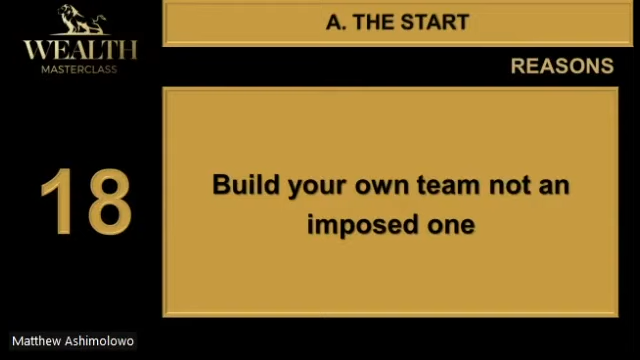 WEALTH
MASTERCLASS
A. THE START
REASONS
18
Build your own team not an
imposed one
Matthew Ashimolowo